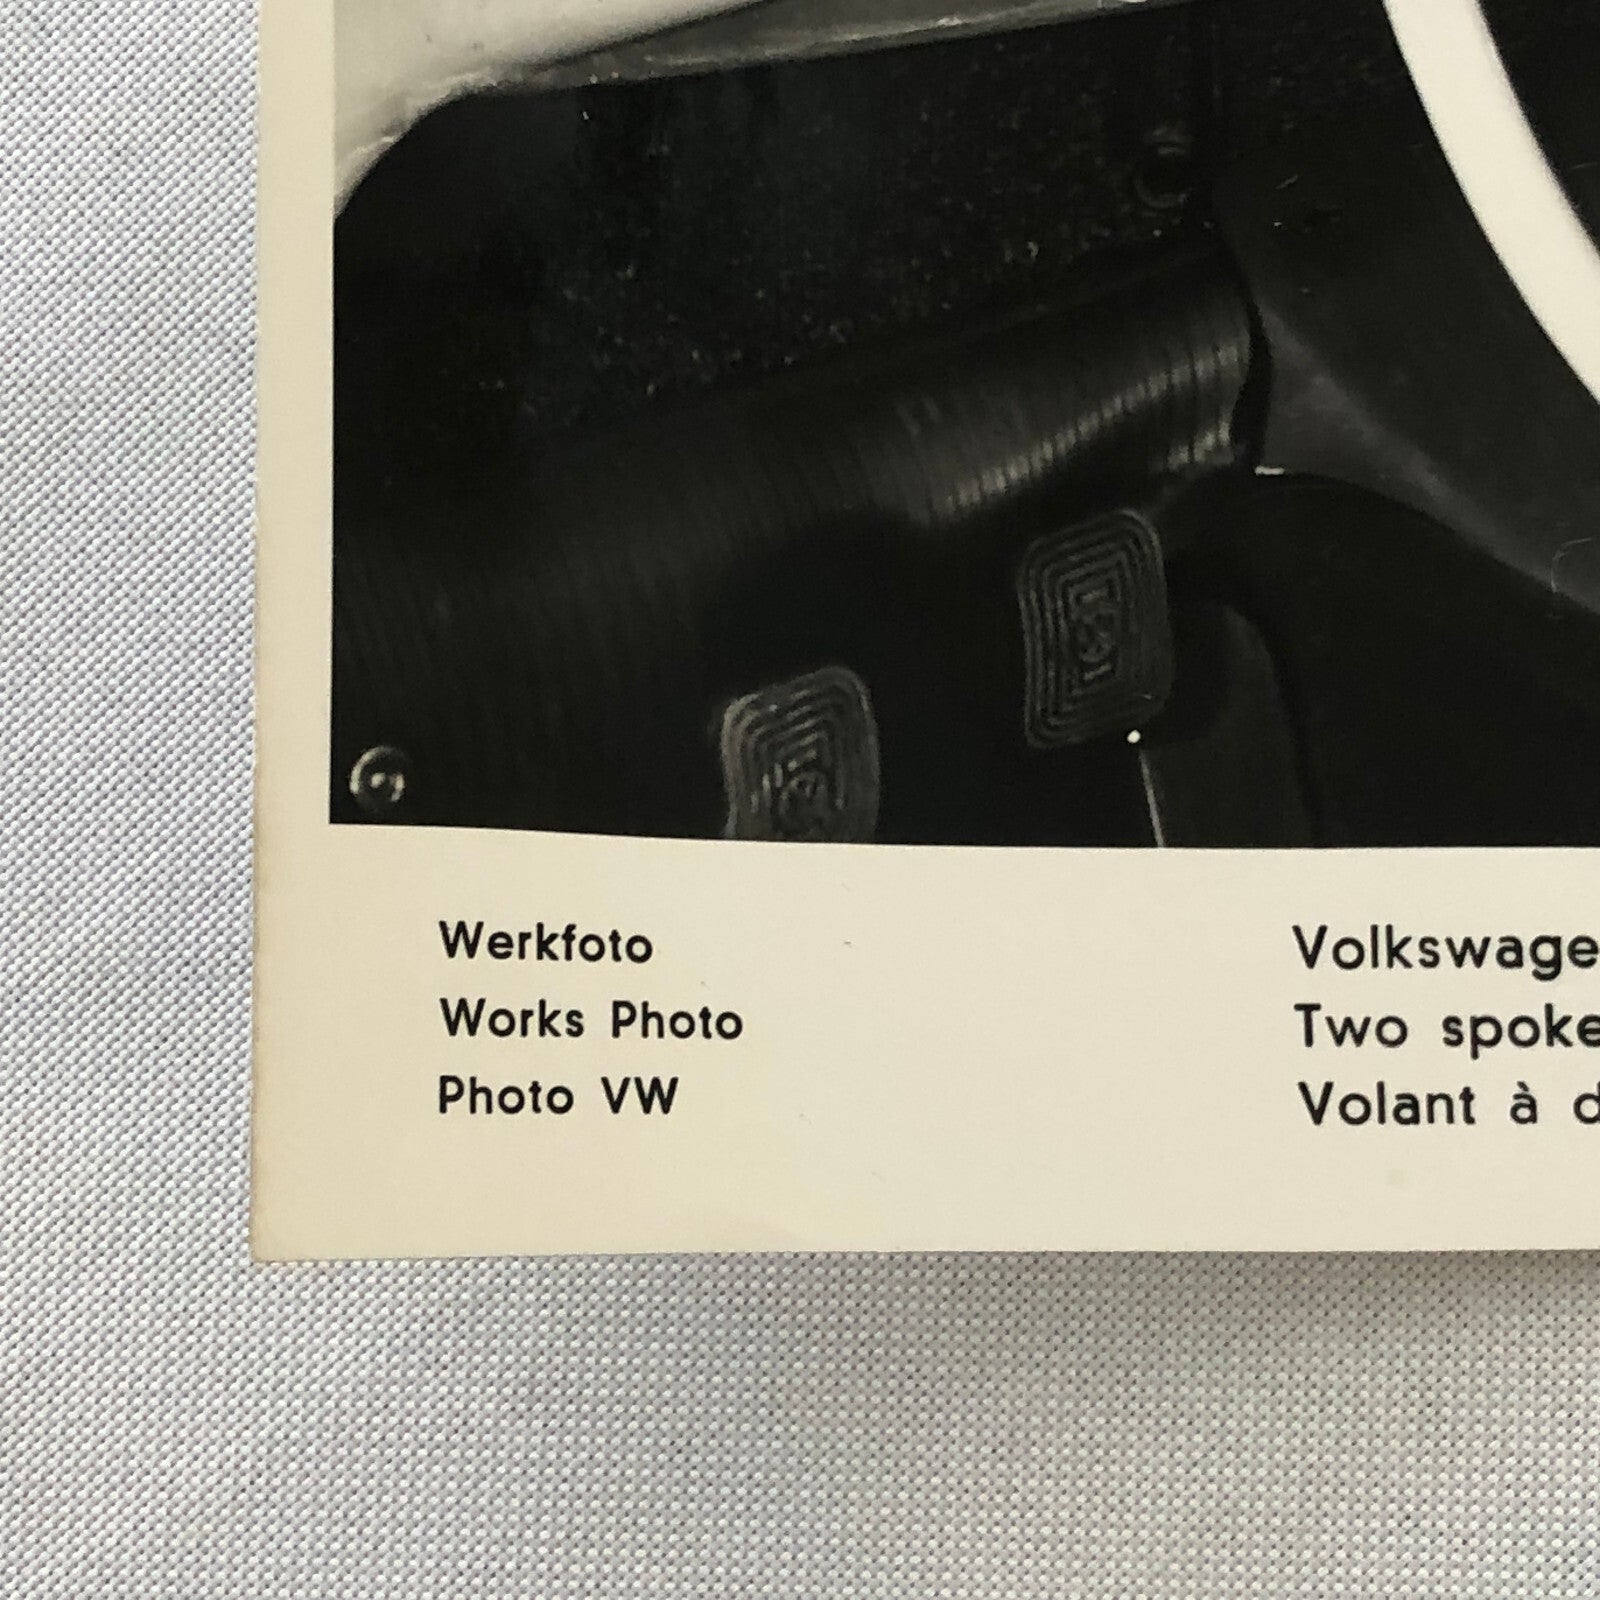 Werkfoto
Works Photo
Photo VW
Volkswage
Two spoke
Volant à d